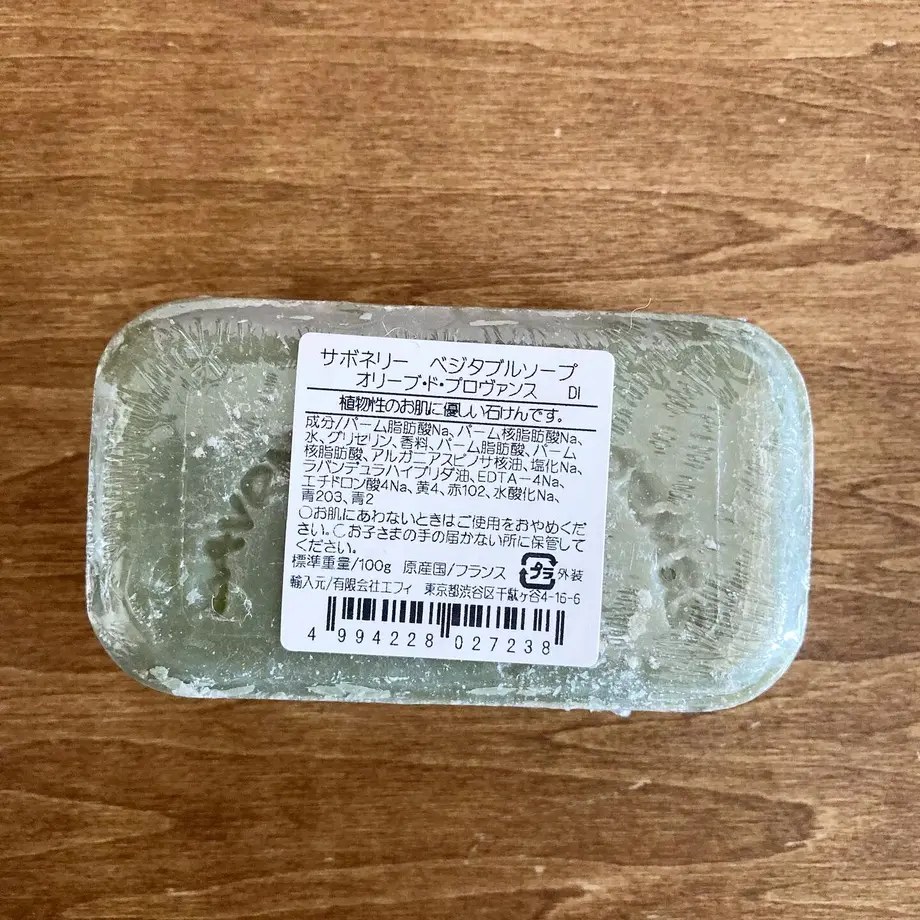 サボネリー ベジタブルソープ
オリーブ・ド・プロヴァンス DI
植物性のお肌に優しい石けんです。
成分/パーム脂肪酸Na、パーム核脂肪酸Na、
水、グリセリン、香料、パーム脂肪酸、パーム
核脂肪酸、アルガニアスピノサ核油、塩化Na、
ラバンデュラハイブリダ油、EDTA-4Na、
エチドロン酸4Na、黄4、赤102、水酸化Na、
青203、青2
○お肌にあわないときはご使用をおやめくだ
さい。○お子さまの手の届かない所に保管して
ください。
標準重量/100g 原産国/フランス プラ 外装
輸入元/有限会社エフィ 東京都渋谷区千駄ヶ谷4-16-6
4 994228 027238